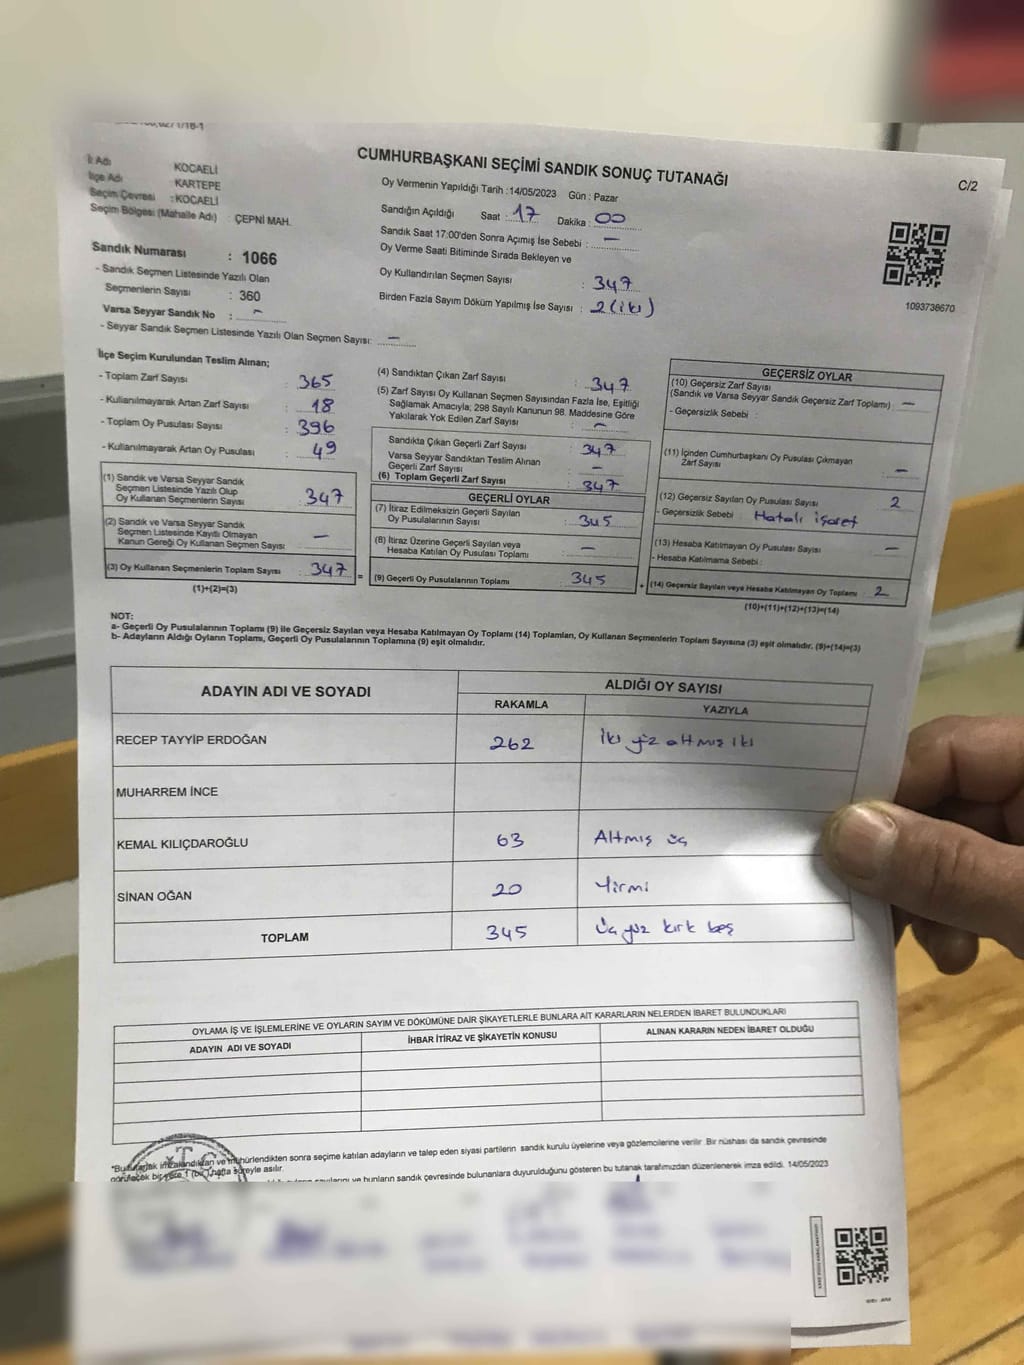 CUMHURBAŞKANI SEÇİMİ SANDIK SONUÇ TUTANAĞI
C/2
İl Adı KOCAELİ
İlçe Adı : KARTEPE
Seçim Çevresi : KOCAELİ
Seçim Bölgesi (Mahalle Adı) : ÇEPNİ MAH.
Oy Vermenin Yapıldığı Tarih :14/05/2023 Gün : Pazar
Sandığın Açıldığı Saat : 17 Dakika : 00
Sandık Saat 17:00'den Sonra Açımış İse Sebebi : —
Oy Verme Saati Bitiminde Sırada Bekleyen ve
Oy Kullandırılan Seçmen Sayısı : 347
Birden Fazla Sayım Döküm Yapılmış İse Sayısı : 2 (iki)
1093738670
Sandık Numarası : 1066
- Sandık Seçmen Listesinde Yazılı Olan
Seçmenlerin Sayısı : 360
Varsa Seyyar Sandık No : —
- Seyyar Sandık Seçmen Listesinde Yazılı Olan Seçmen Sayısı: —
İlçe Seçim Kurulundan Teslim Alınan;
- Toplam Zarf Sayısı : 365
- Kullanılmayarak Artan Zarf Sayısı : 18
- Toplam Oy Pusulası Sayısı : 396
- Kullanılmayarak Artan Oy Pusulası : 49
(1) Sandık ve Varsa Seyyar Sandık
Seçmen Listesinde Yazılı Olup
Oy Kullanan Seçmenlerin Sayısı : 347
(2) Sandık ve Varsa Seyyar Sandık
Seçmen Listesinde Kayıtlı Olmayan
Kanun Gereği Oy Kullanan Seçmen Sayısı : —
(3) Oy Kullanan Seçmenlerin Toplam Sayısı : 347
(1)+(2)=(3)
(4) Sandıktan Çıkan Zarf Sayısı : 347
(5) Zarf Sayısı Oy Kullanan Seçmen Sayısından Fazla İse, Eşitliği
Sağlamak Amacıyla; 298 Sayılı Kanunun 98. Maddesine Göre
Yakılarak Yok Edilen Zarf Sayısı : —
Sandıkta Çıkan Geçerli Zarf Sayısı : 347
Varsa Seyyar Sandıktan Teslim Alınan
Geçerli Zarf Sayısı : —
(6) Toplam Geçerli Zarf Sayısı : 347
GEÇERLİ OYLAR
(7) İtiraz Edilmeksizin Geçerli Sayılan
Oy Pusulalarının Sayısı : 345
(8) İtiraz Üzerine Geçerli Sayılan veya
Hesaba Katılan Oy Pusulası Toplamı : —
= (9) Geçerli Oy Pusulalarının Toplamı : 345
GEÇERSİZ OYLAR
(10) Geçersiz Zarf Sayısı
(Sandık ve Varsa Seyyar Sandık Geçersiz Zarf Toplamı) : —
- Geçersizlik Sebebi :
(11) İçinden Cumhurbaşkanı Oy Pusulası Çıkmayan
Zarf Sayısı : —
(12) Geçersiz Sayılan Oy Pusulası Sayısı : 2
- Geçersizlik Sebebi : Hatalı işaret
(13) Hesaba Katılmayan Oy Pusulası Sayısı : —
- Hesaba Katılmama Sebebi :
+ (14) Geçersiz Sayılan veya Hesaba Katılmayan Oy Toplamı : 2
(10)+(11)+(12)+(13)=(14)
NOT:
a- Geçerli Oy Pusulalarının Toplamı (9) ile Geçersiz Sayılan veya Hesaba Katılmayan Oy Toplamı (14) Toplamları, Oy Kullanan Seçmenlerin Toplam Sayısına (3) eşit olmalıdır. (9)+(14)=(3)
b- Adayların Aldığı Oyların Toplamı, Geçerli Oy Pusulalarının Toplamına (9) eşit olmalıdır.
ADAYIN ADI VE SOYADI ALDIĞI OY SAYISI
RAKAMLA YAZIYLA
RECEP TAYYİP ERDOĞAN 262 iki yüz altmış iki
MUHARREM İNCE
KEMAL KILIÇDAROĞLU 63 Altmış üç
SİNAN OĞAN 20 Yirmi
TOPLAM 345 üç yüz kırk beş
OYLAMA İŞ VE İŞLEMLERİNE VE OYLARIN SAYIM VE DÖKÜMÜNE DAİR ŞİKAYETLERLE BUNLARA AİT KARARLARIN NELERDEN İBARET BULUNDUKLARI
ADAYIN ADI VE SOYADI İHBAR İTİRAZ VE ŞİKAYETİN KONUSU ALINAN KARARIN NEDEN İBARET OLDUĞU
*Bu tutanak imzalandıktan ve mühürlendikten sonra seçime katılan adayların ve talep eden siyasi partilerin sandık kurulu üyelerine veya gözlemcilerine verilir. Bir nüshası da sandık çevresinde
görülecek bir yere 1 (bir) hafta süreyle asılır.
ve bunların sandık çevresinde bulunanlara duyurulduğunu gösteren bu tutanak tarafımızdan düzenlenerek imza edildi. 14/05/2023